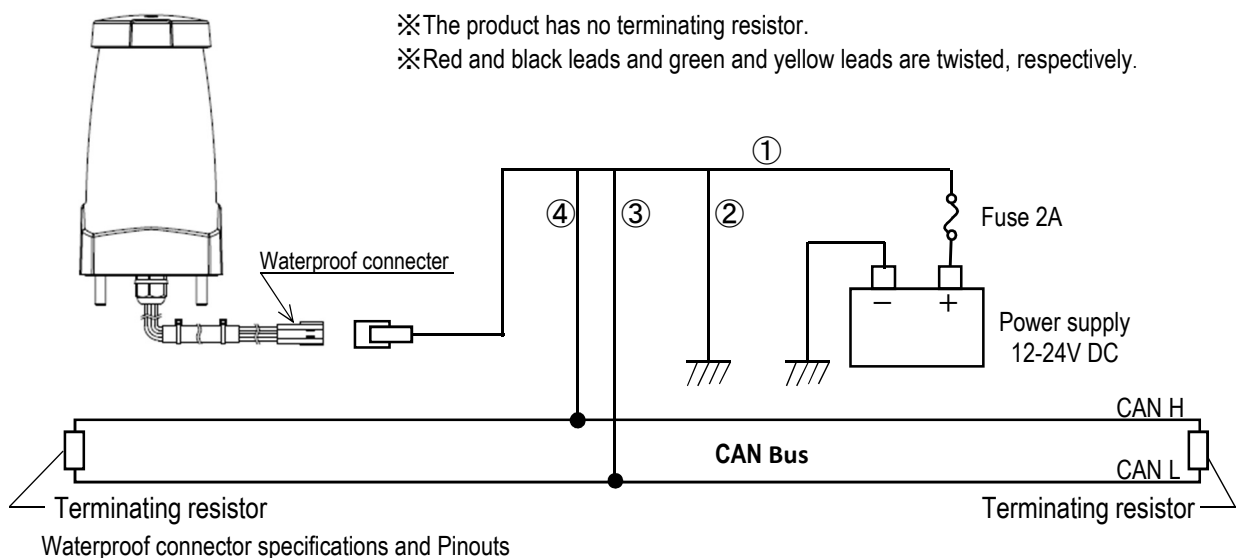 ※The product has no terminating resistor.
※Red and black leads and green and yellow leads are twisted, respectively.
①
④
③
②
Fuse 2A
Waterproof connecter
− +
Power supply
12-24V DC
CAN H
CAN Bus
CAN L
Terminating resistor
Terminating resistor
Waterproof connector specifications and Pinouts